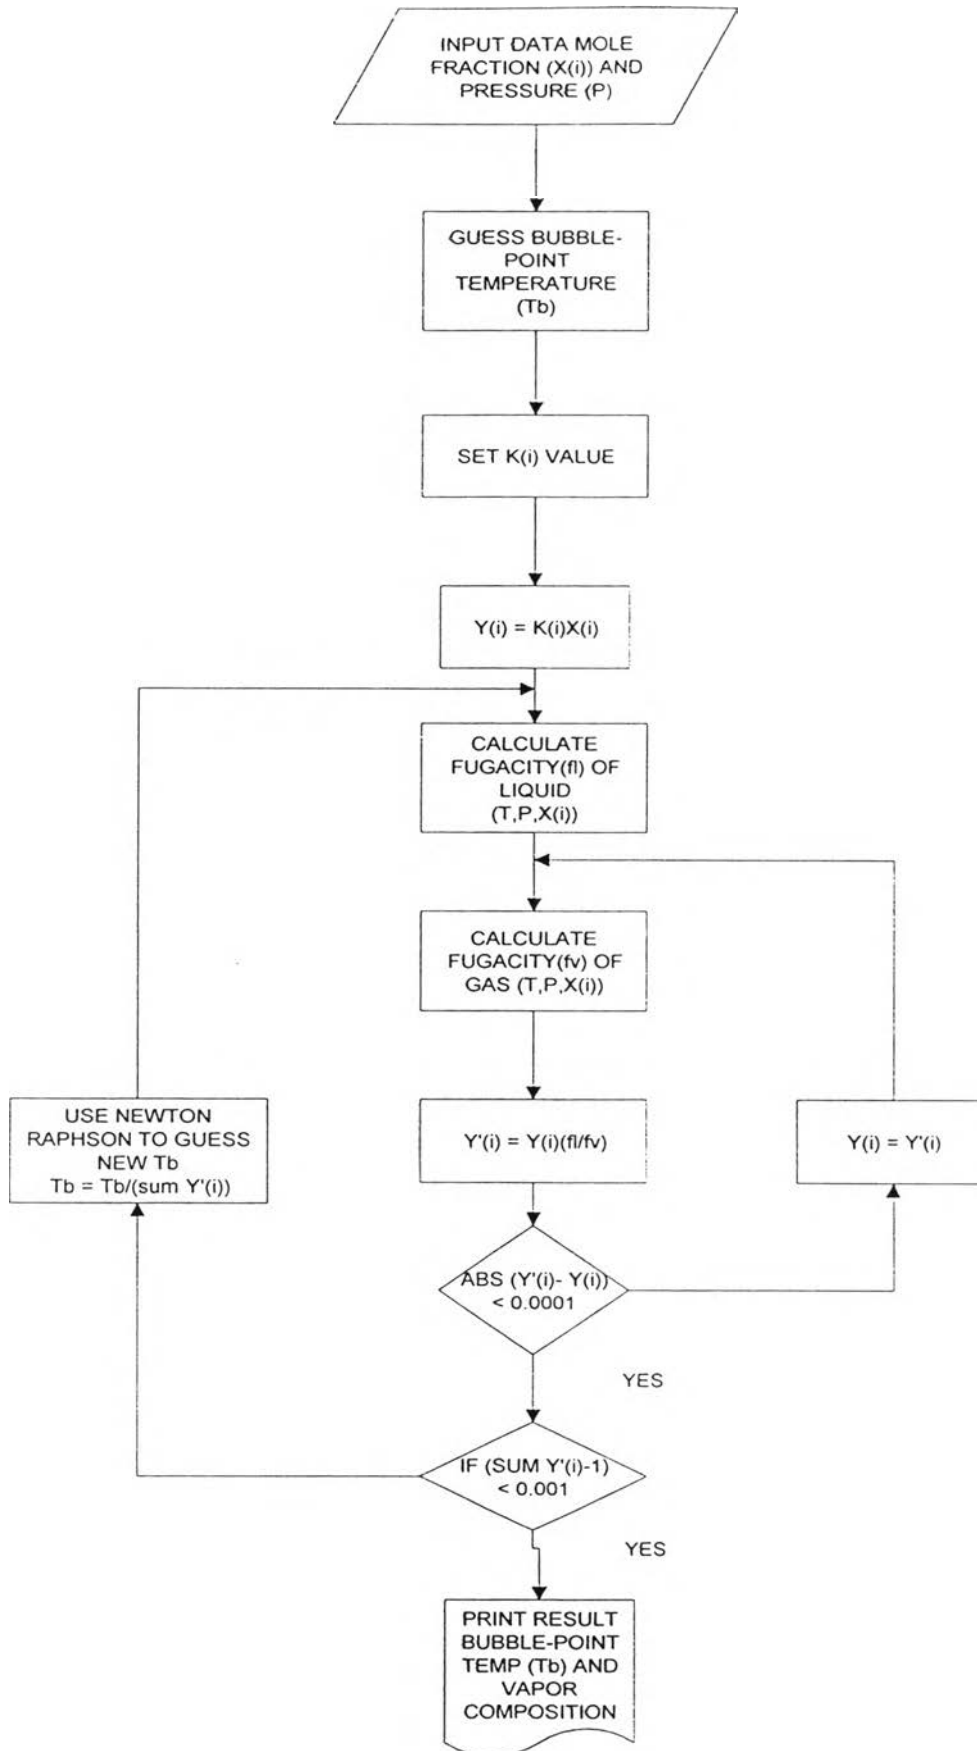 INPUT DATA MOLE
FRACTION (X(i)) AND
PRESSURE (P)
GUESS BUBBLE-
POINT
TEMPERATURE
(Tb)
SET K(i) VALUE
Y(i) = K(i)X(i)
CALCULATE
FUGACITY(fl) OF
LIQUID
(T,P,X(i))
CALCULATE
FUGACITY(fv) OF
GAS (T,P,X(i))
USE NEWTON
RAPHSON TO GUESS
NEW Tb
Tb = Tb/(sum Y'(i))
Y'(i) = Y(i)(fl/fv)
Y(i) = Y'(i)
ABS (Y'(i)- Y(i))
< 0.0001
YES
IF (SUM Y'(i)-1)
< 0.001
YES
PRINT RESULT
BUBBLE-POINT
TEMP (Tb) AND
VAPOR
COMPOSITION